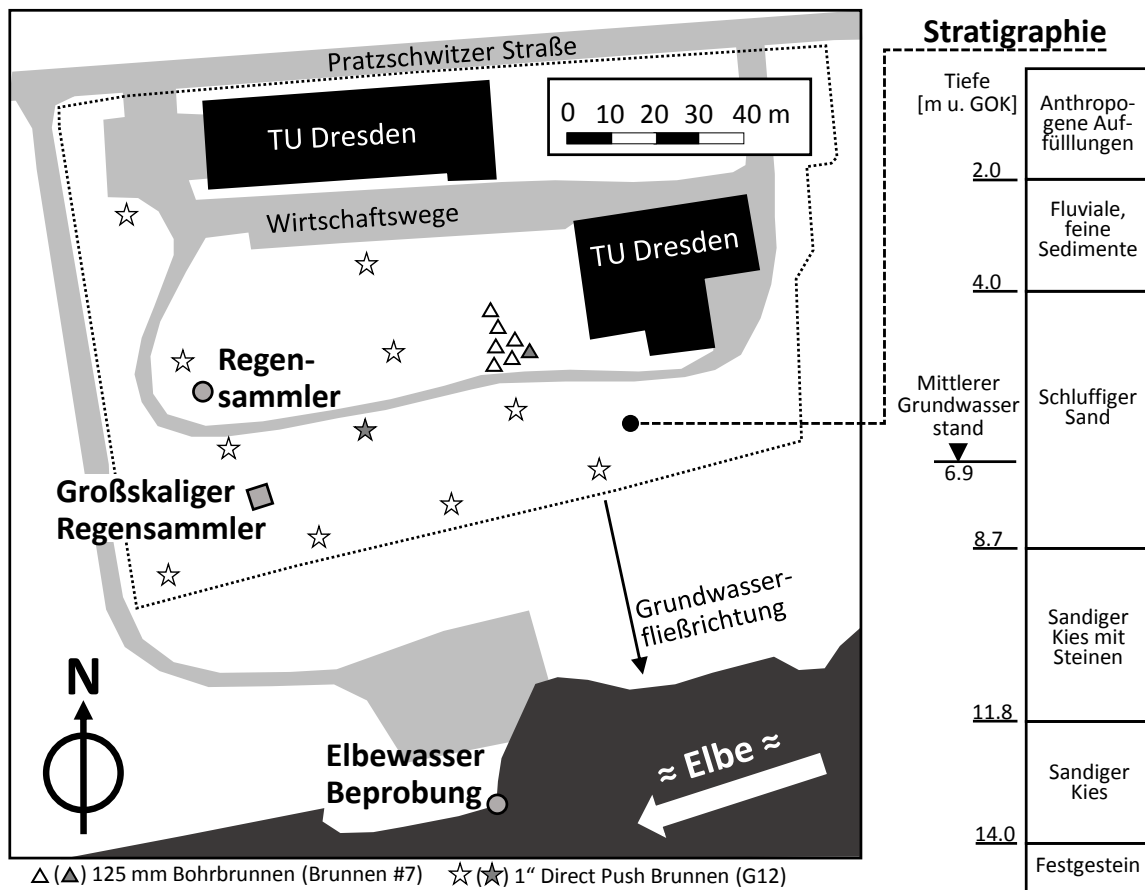 Stratigraphie
Pratzschwitzer Straße
TU Dresden
0 10 20 30 40 m
Wirtschaftswege
TU Dresden
Regen-
sammler
Großskaliger
Regensammler
Grundwasser-
fließrichtung
N
Elbewasser
Beprobung
≈ Elbe ≈
Tiefe
[m u. GOK]
Anthropo-
gene Auf-
fülllungen
2.0
Fluviale,
feine
Sedimente
4.0
Mittlerer
Grundwasser
stand
6.9
Schluffiger
Sand
8.7
Sandiger
Kies mit
Steinen
11.8
Sandiger
Kies
14.0
Festgestein
△ (▲) 125 mm Bohrbrunnen (Brunnen #7) ☆ (★) 1“ Direct Push Brunnen (G12)